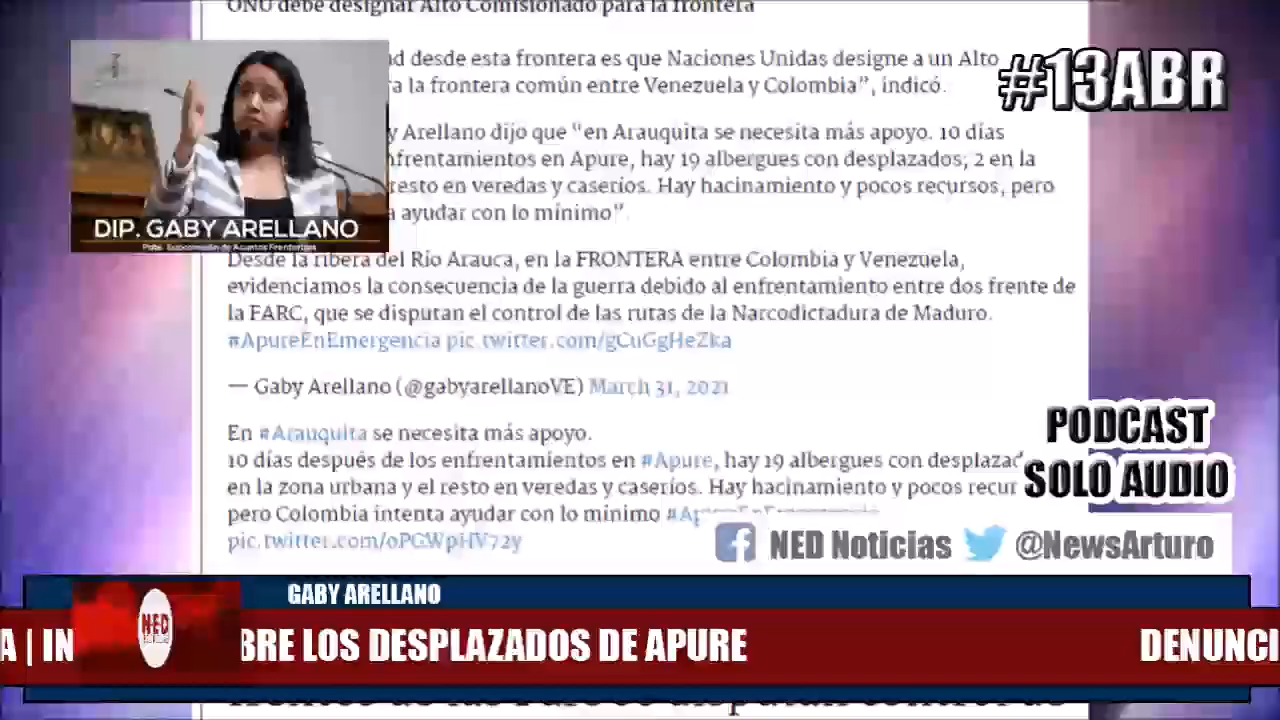 ONU debe designar Alto Comisionado para la frontera
desde esta frontera es que Naciones Unidas designe a un Alto
la frontera común entre Venezuela y Colombia”, indicó.
#13ABR
y Arellano dijo que “en Arauquita se necesita más apoyo. 10 días
hay 19 albergues con desplazados; 2 en la
en Apure,
resto en veredas y caseríos. Hay hacinamiento y pocos recursos, pero
a ayudar con lo mínimo”.
DIP. GABY ARELLANO
Pdte. Subcomisión de Asuntos Fronterizos
Desde la ribera del Río Arauca, en la FRONTERA entre Colombia y Venezuela,
evidenciamos la consecuencia de la guerra debido al enfrentamiento entre dos frente de
la FARC, que se disputan el control de las rutas de la Narcodictadura de Maduro.
#ApureEnEmergencia pic.twitter.com/gCuGgHeZka
— Gaby Arellano (@gabyarellanoVE) March 31, 2021
En #Arauquita se necesita más apoyo.
10 días después de los enfrentamientos en #Apure, hay 19 albergues con desplazad
en la zona urbana y el resto en veredas y caseríos. Hay hacinamiento y pocos recur
pero Colombia intenta ayudar con lo mínimo
pic.twitter.com/oPGWpHV72y
PODCAST
SOLO AUDIO
NED Noticias @NewsArturo
GABY ARELLANO
A | IN NED BRE LOS DESPLAZADOS DE APURE DENUNCI